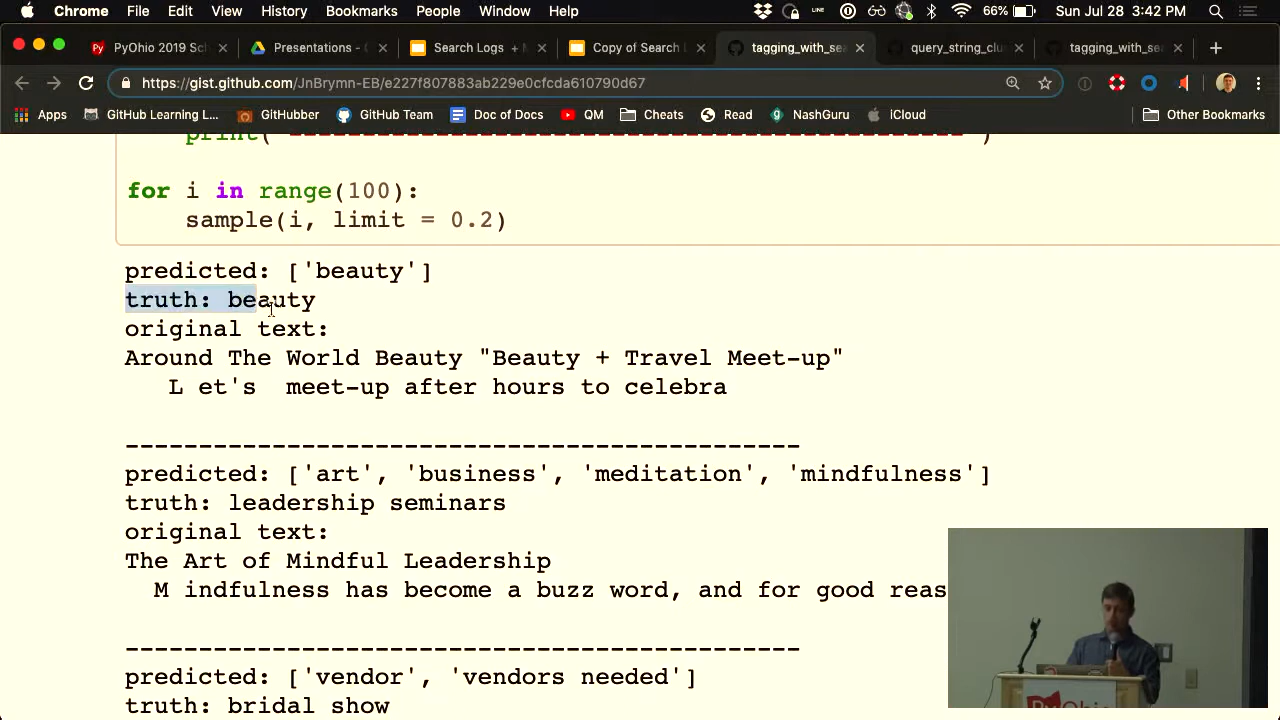 Chrome File Edit View History Bookmarks People Window Help LINE 66% Sun Jul 28 3:42 PM
PyOhio 2019 Sc Presentations - Search Logs + Copy of Search L tagging_with_se query_string_clu tagging_with_se
https://gist.github.com/JnBrymn-EB/e227f807883ab229e0cfcda610790d67
Apps GitHub Learning L... GitHubber GitHub Team Doc of Docs QM Cheats Read NashGuru iCloud Other Bookmarks
print("---------------------------------------------")
for i in range(100):
sample(i, limit = 0.2)
predicted: ['beauty']
truth: beauty
original text:
Around The World Beauty "Beauty + Travel Meet-up"
L et's meet-up after hours to celebra
----------------------------------------------
predicted: ['art', 'business', 'meditation', 'mindfulness']
truth: leadership seminars
original text:
The Art of Mindful Leadership
M indfulness has become a buzz word, and for good reas
----------------------------------------------
predicted: ['vendor', 'vendors needed']
truth: bridal show
PyOhio